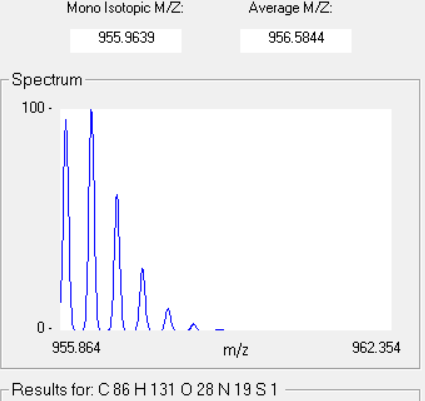 Mono Isotopic M/Z: Average M/Z:
955.9639 956.5844
Spectrum
100 -
0 -
955.864 m/z 962.354
Results for: C 86 H 131 O 28 N 19 S 1